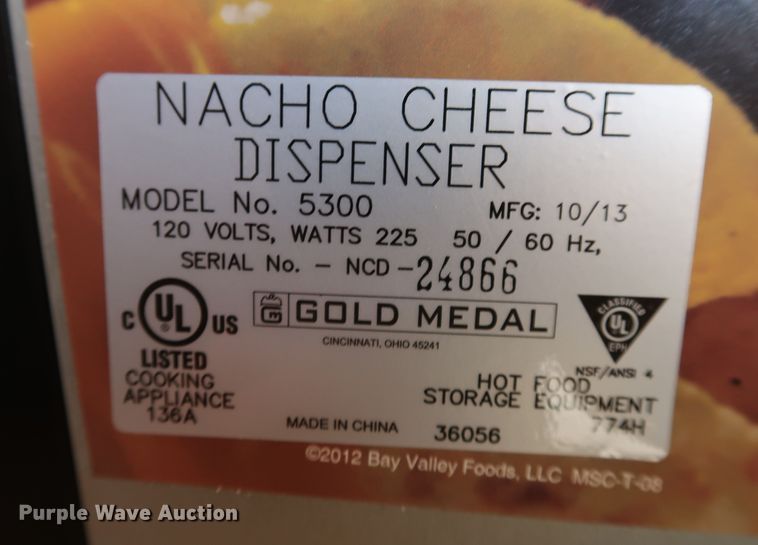 NACHO CHEESE
DISPENSER
MODEL No. 5300 MFG: 10/13
120 VOLTS, WATTS 225 50 / 60 Hz,
SERIAL No. - NCD-24866
C UL US
LISTED
COOKING
APPLIANCE
136A
GOLD MEDAL
CINCINNATI, OHIO 45241
CLASSIFIED
UL
EPH
NSF/ANSI 4
HOT FOOD
STORAGE EQUIPMENT
774H
MADE IN CHINA 36056
©2012 Bay Valley Foods, LLC MSC-T-08
Purple Wave Auction